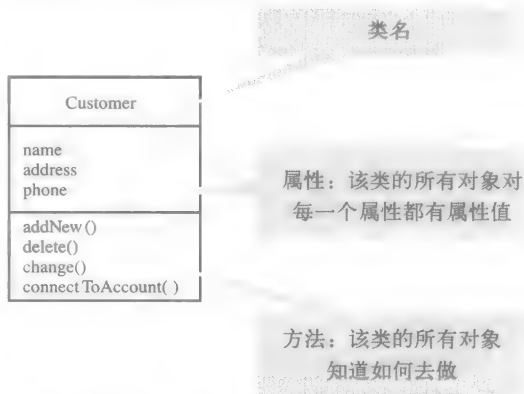 类名
Customer
name
address
phone
属性：该类的所有对象对
每一个属性都有属性值
addNew()
delete()
change()
connectToAccount( )
方法：该类的所有对象
知道如何去做